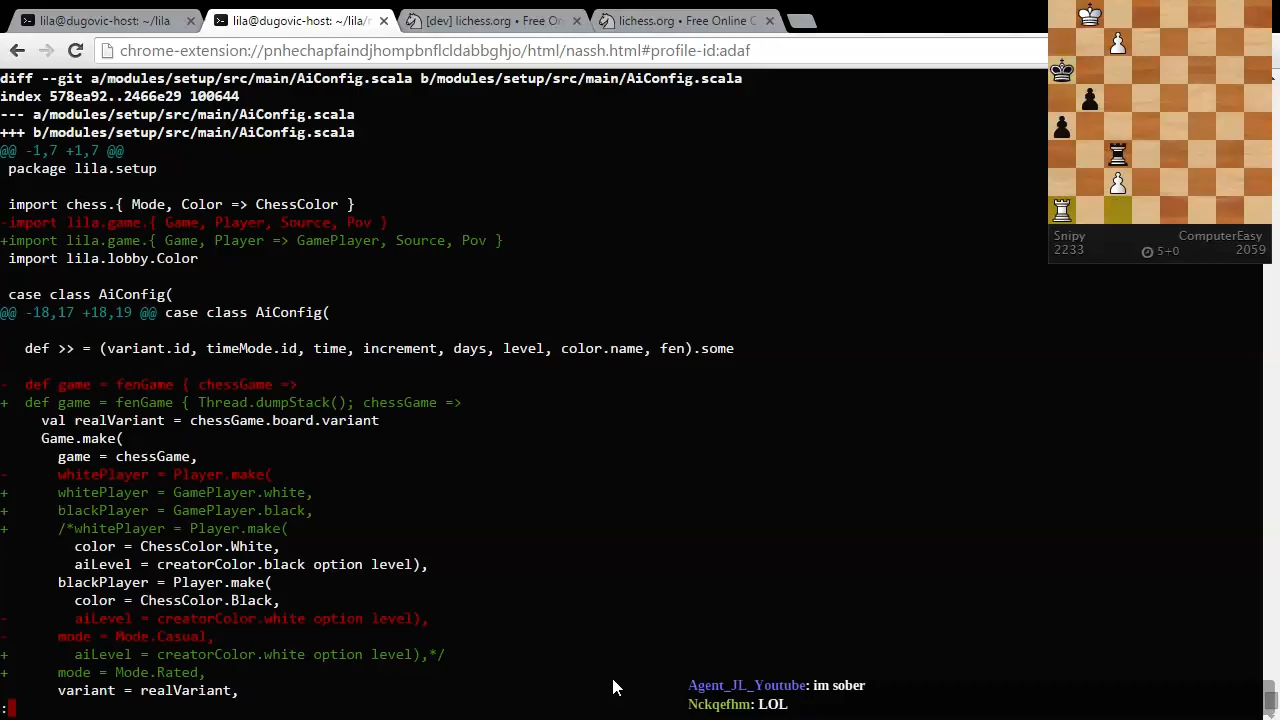 lila@dugovic-host: ~/lila
lila@dugovic-host: ~/lila/r
[dev] lichess.org * Free On
lichess.org * Free Online G
chrome-extension://pnhechapfaindjhompbnflcldabbghjo/html/nassh.html#profile-id:adaf
diff --git a/modules/setup/src/main/AiConfig.scala b/modules/setup/src/main/AiConfig.scala
index 578ea92..2466e29 100644
--- a/modules/setup/src/main/AiConfig.scala
+++ b/modules/setup/src/main/AiConfig.scala
@@ -1,7 +1,7 @@
 package lila.setup
 import chess.{ Mode, Color => ChessColor }
-import lila.game.{ Game, Player, Source, Pov }
+import lila.game.{ Game, Player => GamePlayer, Source, Pov }
 import lila.lobby.Color
 case class AiConfig(
@@ -18,17 +18,19 @@ case class AiConfig(
   def >> = (variant.id, timeMode.id, time, increment, days, level, color.name, fen).some
-  def game = fenGame { chessGame =>
+  def game = fenGame { Thread.dumpStack(); chessGame =>
     val realVariant = chessGame.board.variant
     Game.make(
       game = chessGame,
-      whitePlayer = Player.make(
+      whitePlayer = GamePlayer.white,
+      blackPlayer = GamePlayer.black,
+      /*whitePlayer = Player.make(
         color = ChessColor.White,
         aiLevel = creatorColor.black option level),
       blackPlayer = Player.make(
         color = ChessColor.Black,
-        aiLevel = creatorColor.white option level),
-      mode = Mode.Casual,
+        aiLevel = creatorColor.white option level),*/
+      mode = Mode.Rated,
       variant = realVariant,
:
Snipy ComputerEasy
2233 5+0 2059
Agent_JL_Youtube: im sober
Nckqefhm: LOL